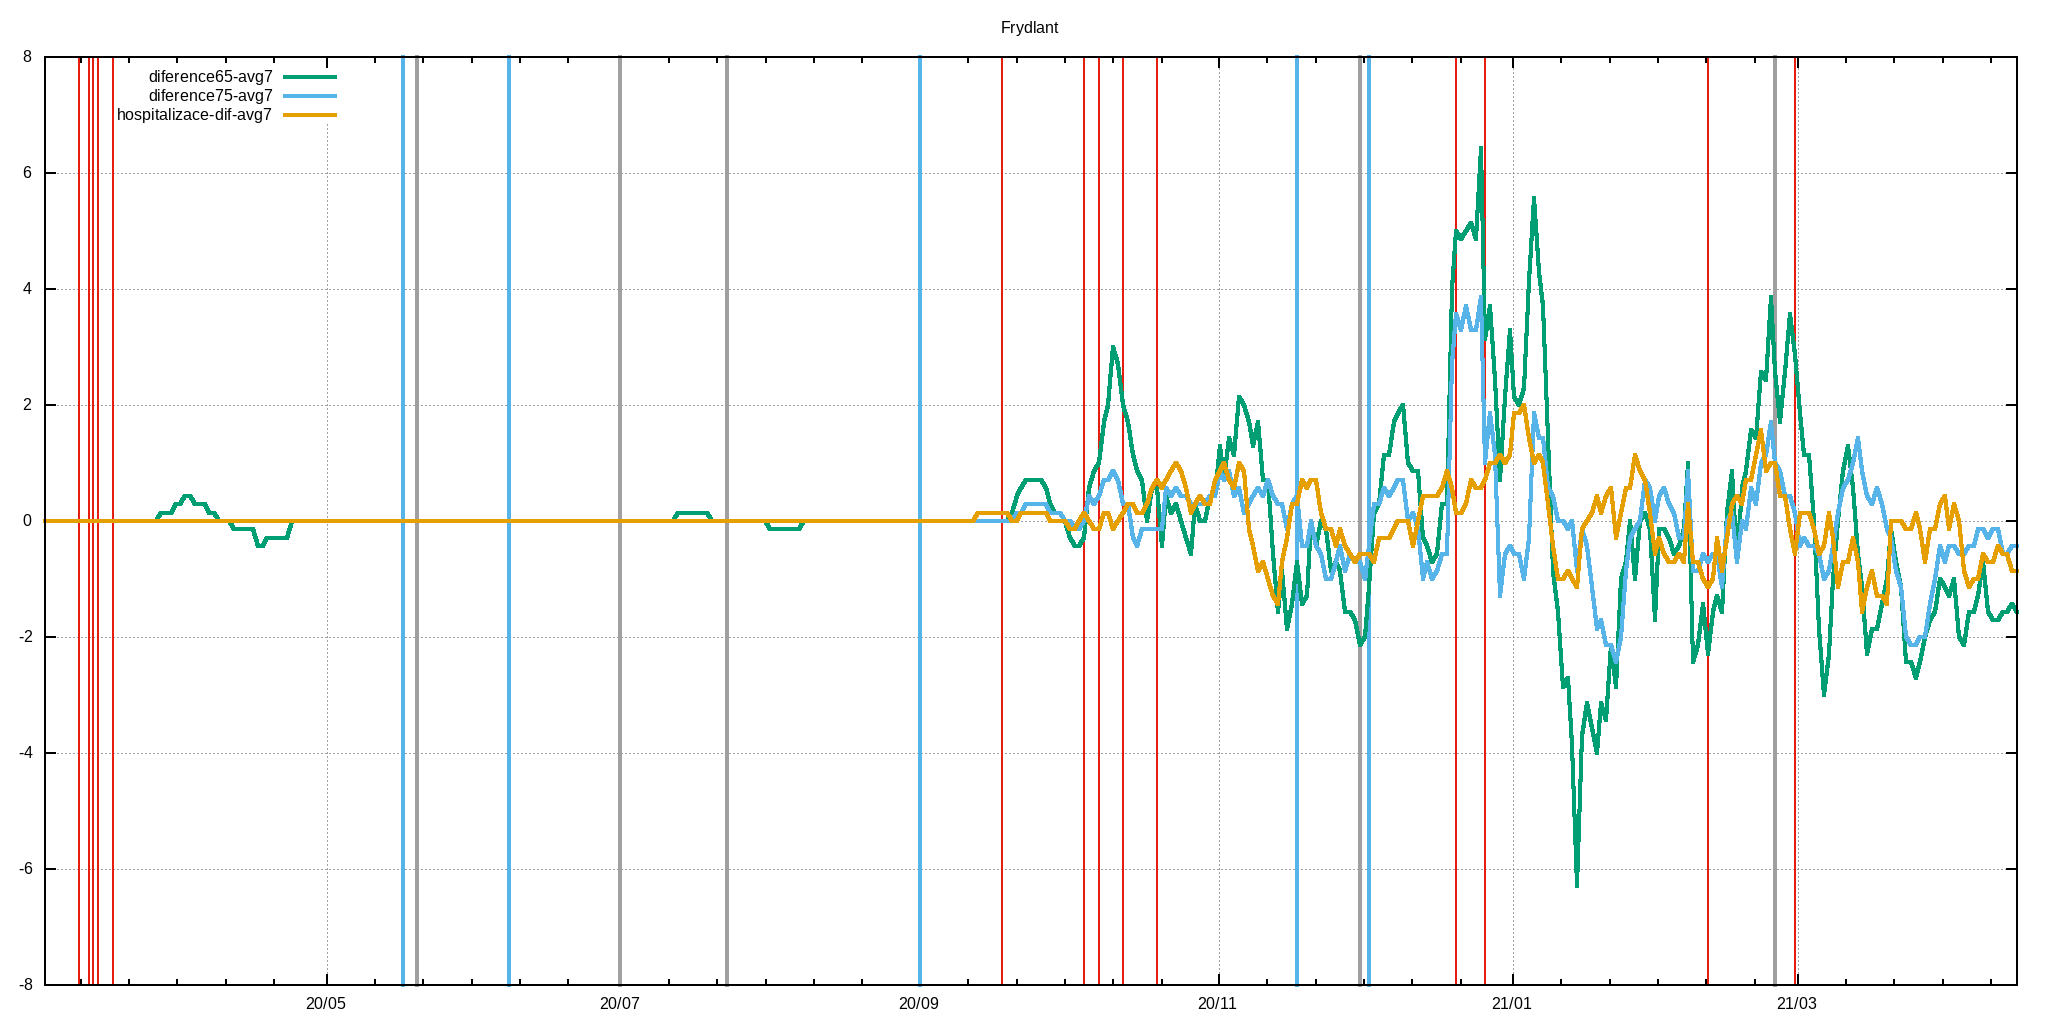 Frydlant
diference65-avg7
diference75-avg7
hospitalizace-dif-avg7
8
6
4
2
0
-2
-4
-6
-8
20/05 20/07 20/09 20/11 21/01 21/03